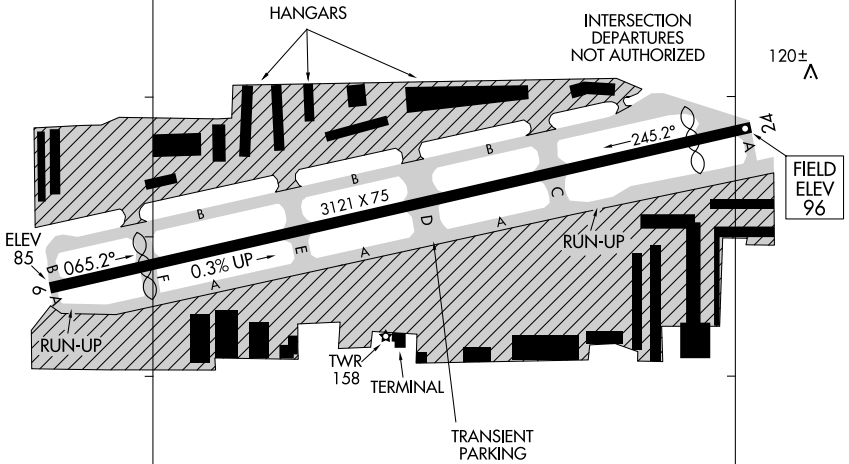 HANGARS
INTERSECTION
DEPARTURES
NOT AUTHORIZED
120±
24
245.2°
A
B
FIELD
ELEV
96
B
3121 X 75
C
B
D
A
RUN-UP
ELEV
85
E
A
B
065.2°
F
0.3% UP
A
6
A
RUN-UP
TWR
158
TERMINAL
TRANSIENT
PARKING